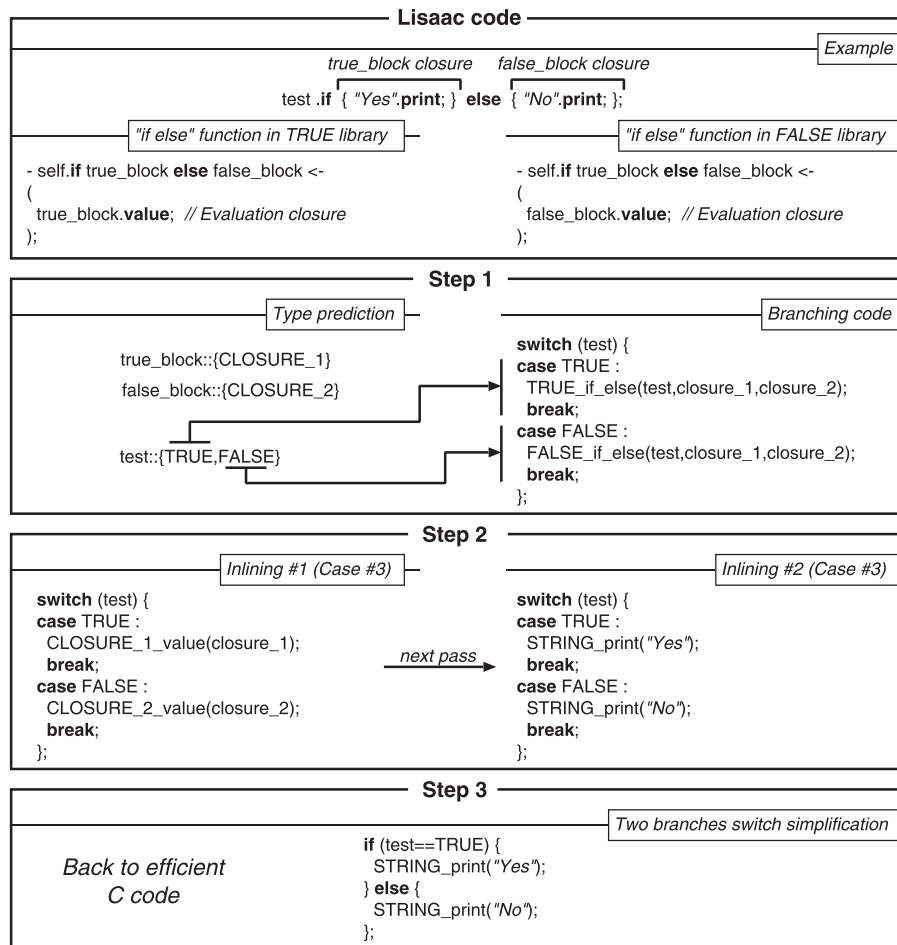 Lisaac code
Example
true_block closure false_block closure
test .if { "Yes".print; } else { "No".print; };
"if else" function in TRUE library
- self.if true_block else false_block <-
(
true_block.value; // Evaluation closure
);
"if else" function in FALSE library
- self.if true_block else false_block <-
(
false_block.value; // Evaluation closure
);
Step 1
Type prediction
true_block::{CLOSURE_1}
false_block::{CLOSURE_2}
test::{TRUE,FALSE}
Branching code
switch (test) {
case TRUE :
TRUE_if_else(test,closure_1,closure_2);
break;
case FALSE :
FALSE_if_else(test,closure_1,closure_2);
break;
};
Step 2
Inlining #1 (Case #3)
switch (test) {
case TRUE :
CLOSURE_1_value(closure_1);
break;
case FALSE :
CLOSURE_2_value(closure_2);
break;
};
next pass
Inlining #2 (Case #3)
switch (test) {
case TRUE :
STRING_print("Yes");
break;
case FALSE :
STRING_print("No");
break;
};
Step 3
Two branches switch simplification
Back to efficient
C code
if (test==TRUE) {
STRING_print("Yes");
} else {
STRING_print("No");
};